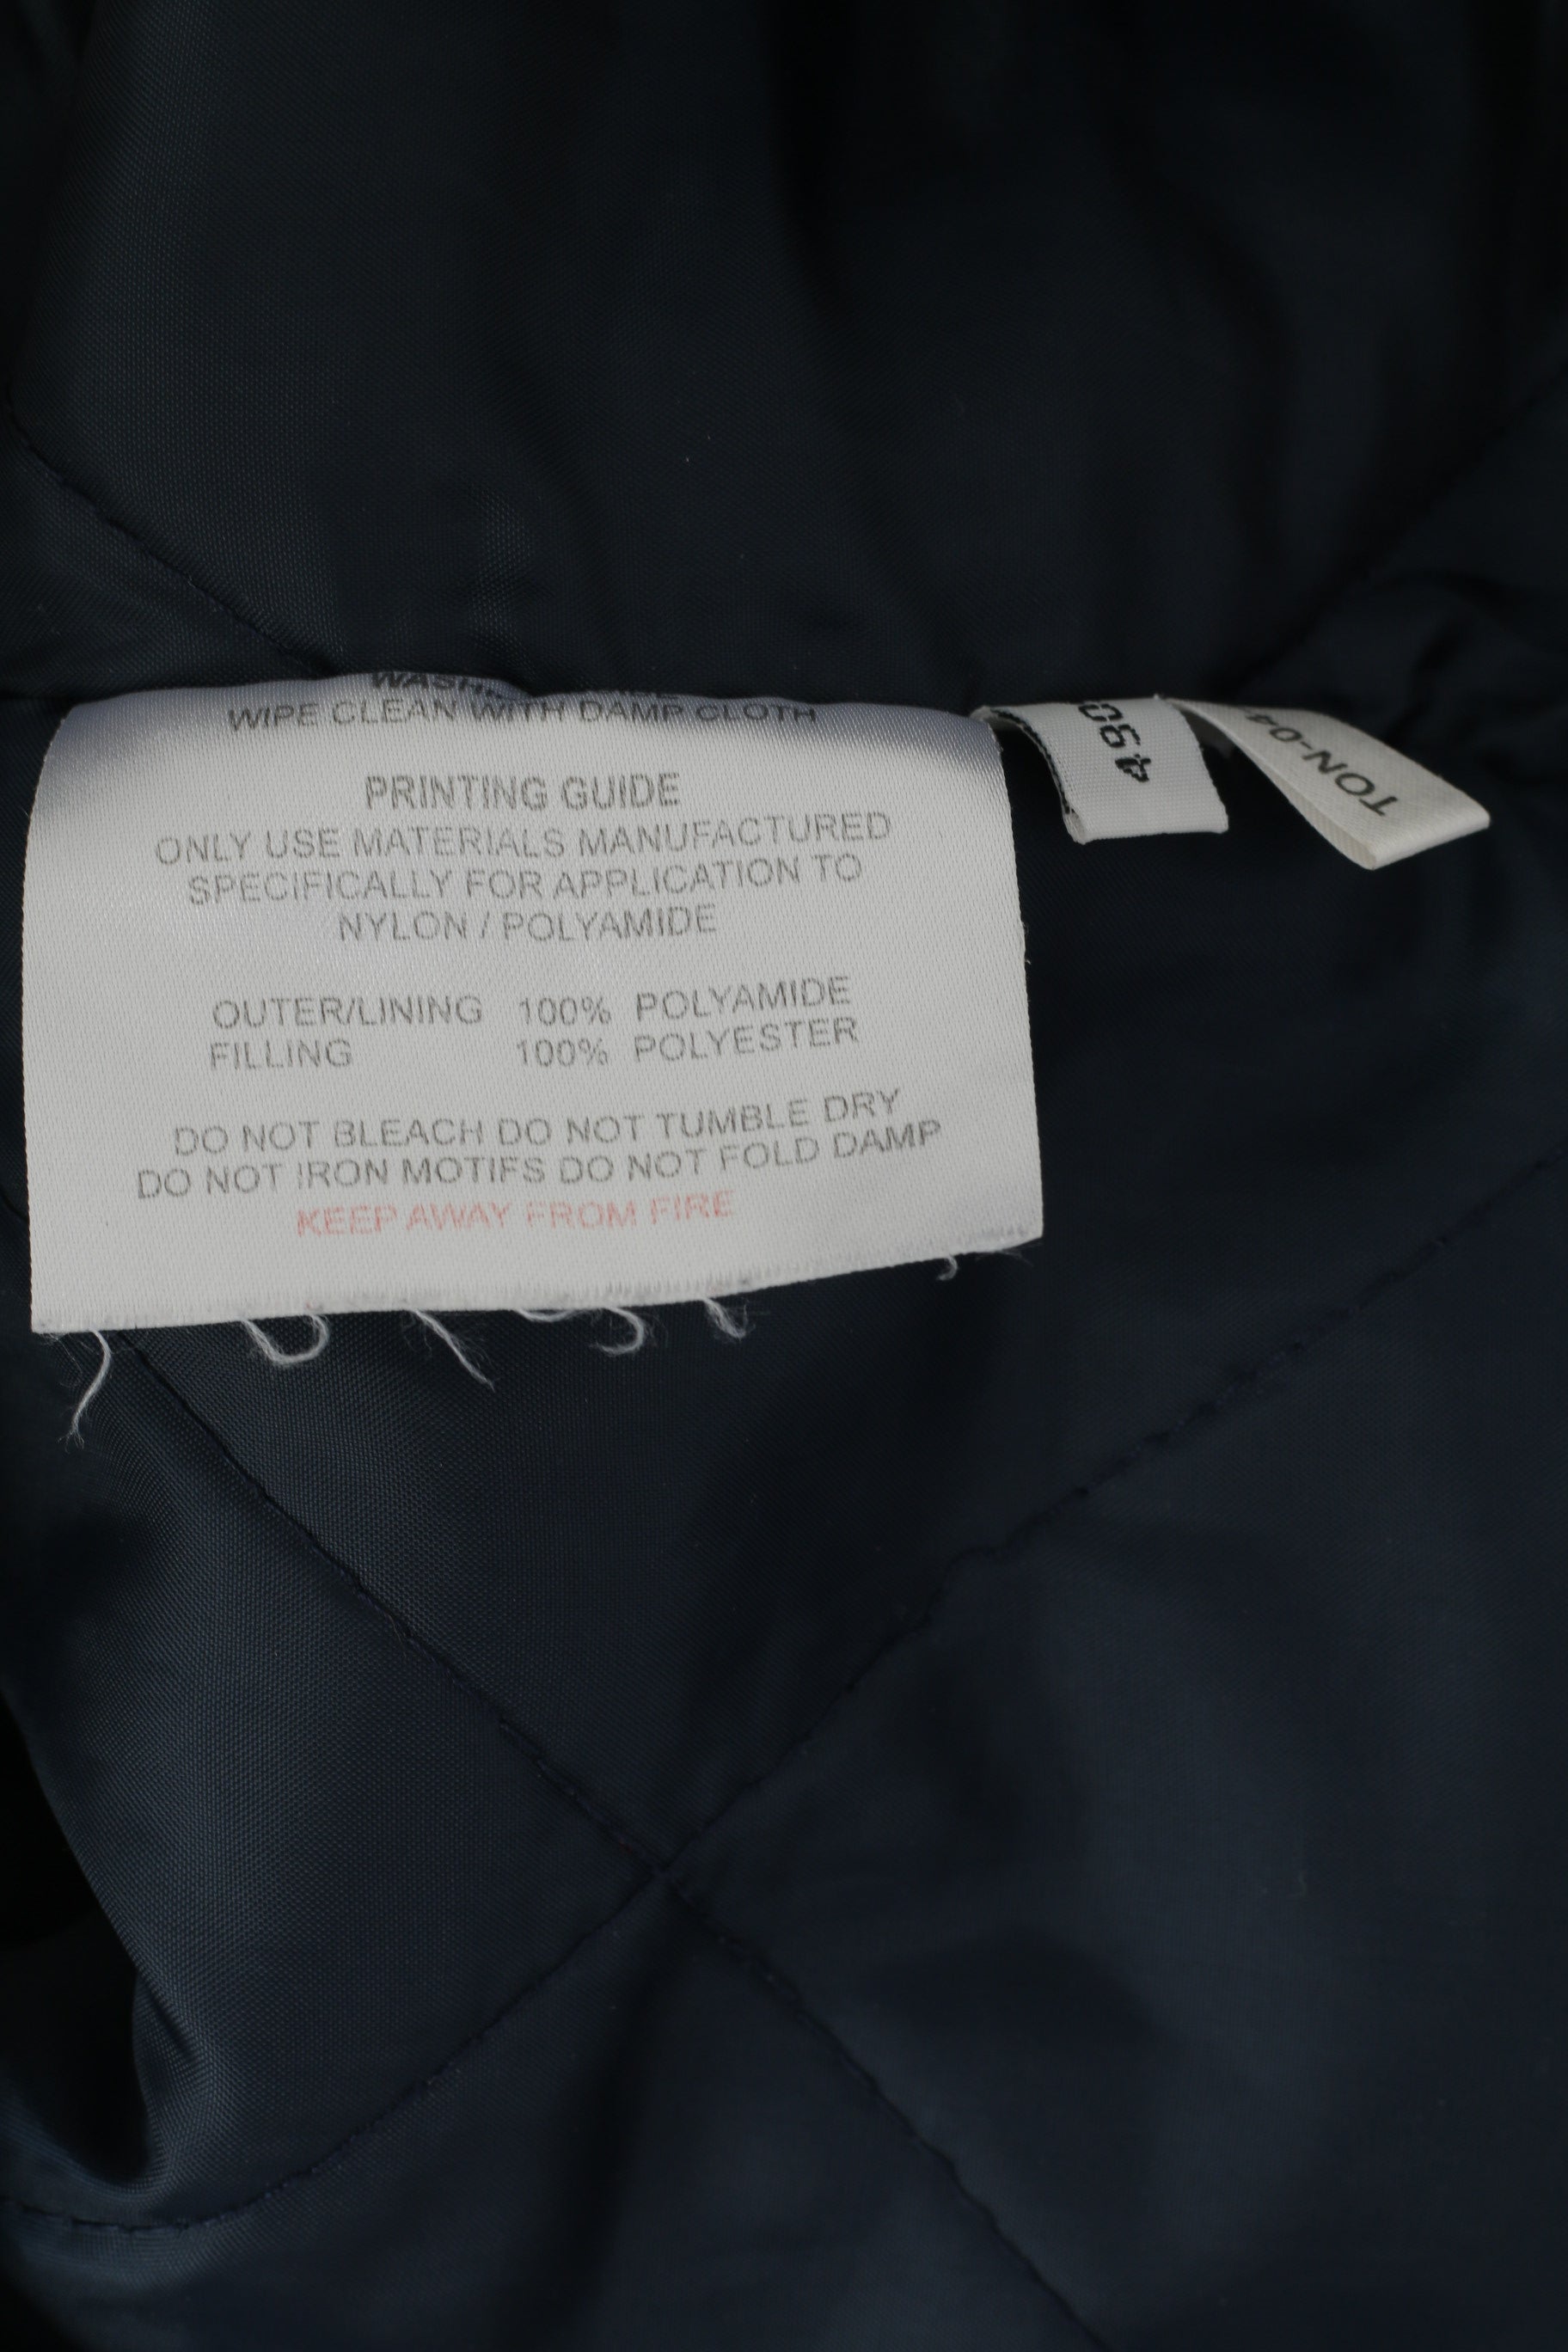 WIPE CLEAN WITH DAMP CLOTH
PRINTING GUIDE
ONLY USE MATERIALS MANUFACTURED
SPECIFICALLY FOR APPLICATION TO
NYLON / POLYAMIDE
OUTER/LINING 100% POLYAMIDE
FILLING 100% POLYESTER
DO NOT BLEACH DO NOT TUMBLE DRY
DO NOT IRON MOTIFS DO NOT FOLD DAMP
KEEP AWAY FROM FIRE
TON-04